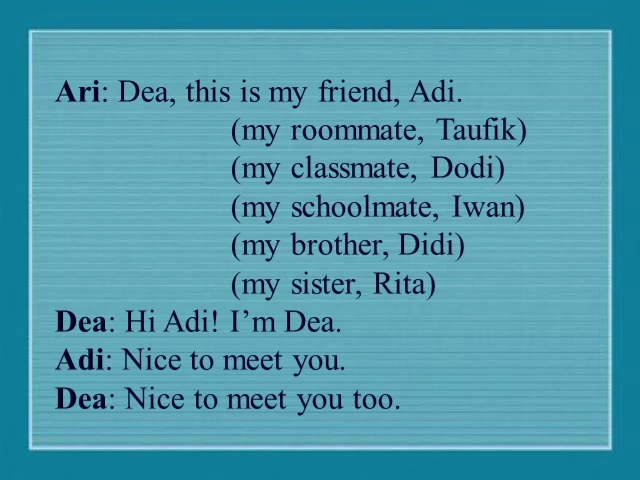 Ari: Dea, this is my friend, Adi.
(my roommate, Taufik)
(my classmate, Dodi)
(my schoolmate, Iwan)
(my brother, Didi)
(my sister, Rita)
Dea: Hi Adi! I’m Dea.
Adi: Nice to meet you.
Dea: Nice to meet you too.